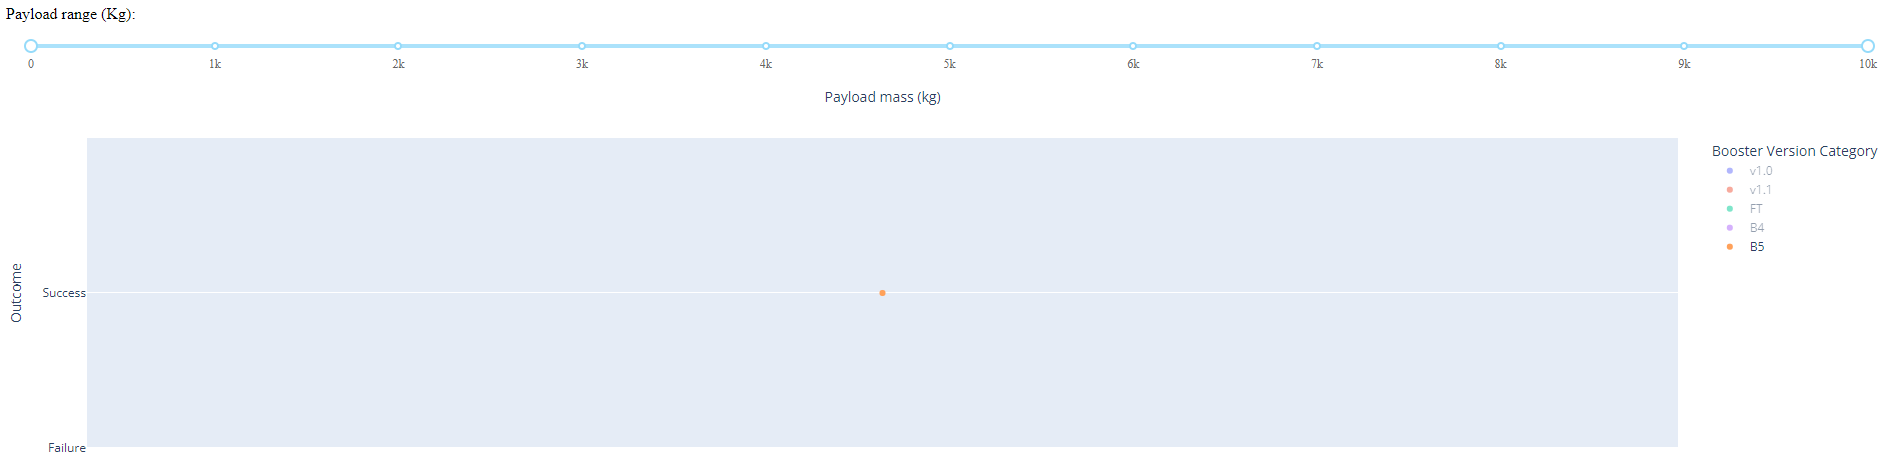 Payload range (Kg):
0 1k 2k 3k 4k 5k 6k 7k 8k 9k 10k
Payload mass (kg)
Booster Version Category
v1.0
v1.1
FT
B4
B5
Outcome
Success
Failure